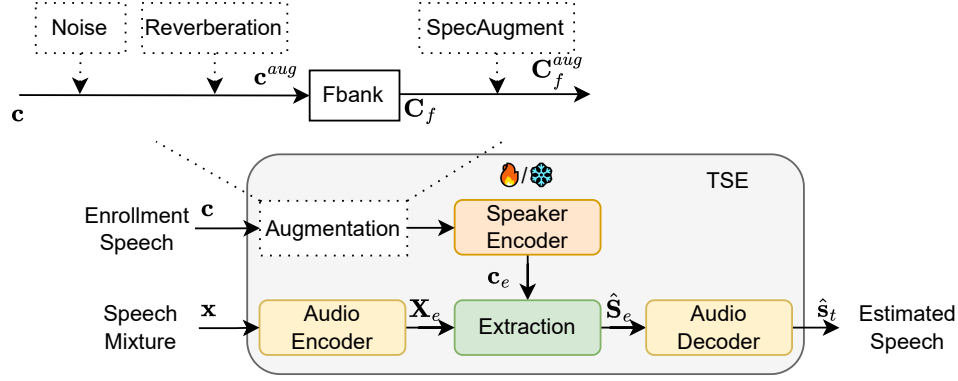 Noise
Reverberation
SpecAugment
c^{aug}
C_f^{aug}
Fbank
c
C_f
TSE
/
Enrollment
Speech
c
Augmentation
Speaker
Encoder
c_e
Speech
Mixture
x
Audio
Encoder
X_e
Extraction
Ŝ_e
Audio
Decoder
ŝ_t
Estimated
Speech